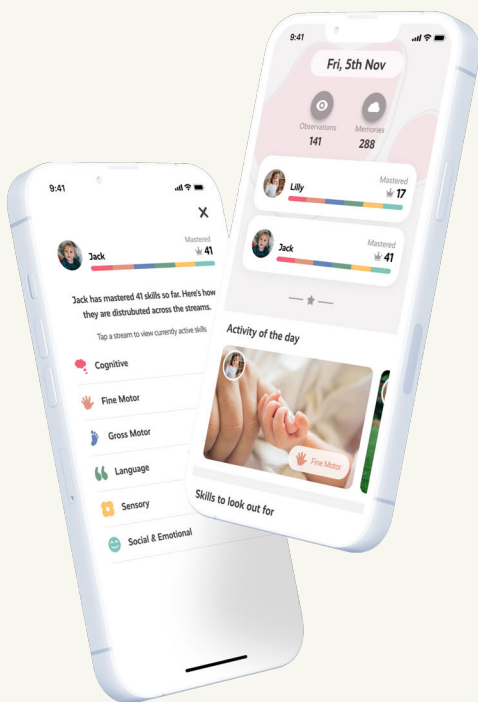 9:41
Fri, 5th Nov
Observations
141
Memories
288
Lilly
Mastered
17
Jack
Mastered
41
Activity of the day
Fine Motor
Skills to look out for
9:41
X
Jack
Mastered
41
Jack has mastered 41 skills so far. Here's how
they are distrubuted across the streams.
Tap a stream to view currently active skills
Cognitive
Fine Motor
Gross Motor
Language
Sensory
Social & Emotional